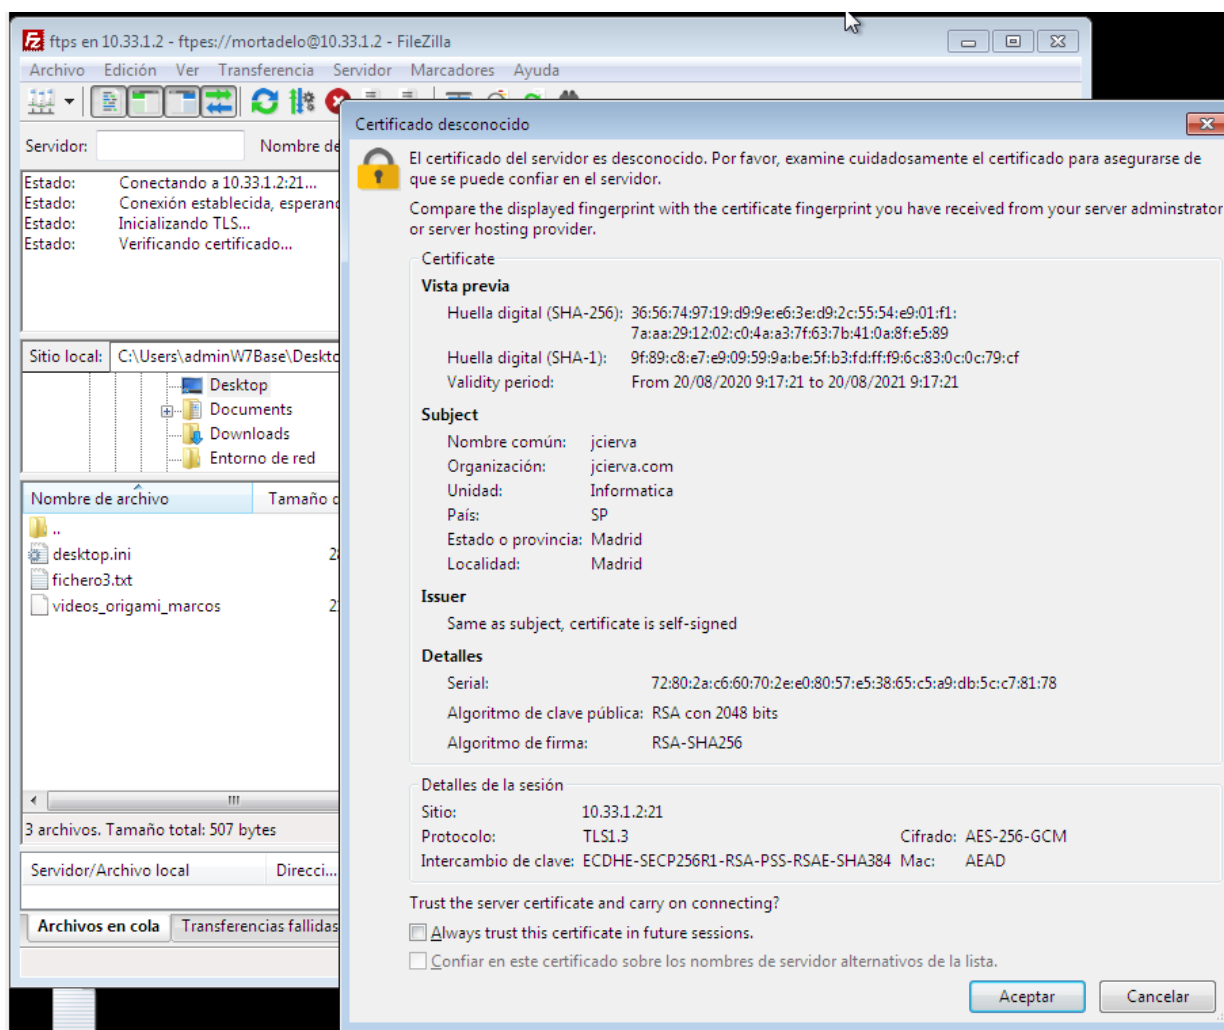 ftps en 10.33.1.2 - ftpes://mortadelo@10.33.1.2 - FileZilla
Archivo Edición Ver Transferencia Servidor Marcadores Ayuda
Servidor: Nombre de
Estado: Conectando a 10.33.1.2:21...
Estado: Conexión establecida, esperan
Estado: Inicializando TLS...
Estado: Verificando certificado...
Sitio local: C:\Users\adminW7Base\Deskto
Desktop
Documents
Downloads
Entorno de red
Nombre de archivo Tamaño d
..
desktop.ini 28
fichero3.txt
videos_origami_marcos 2
3 archivos. Tamaño total: 507 bytes
Servidor/Archivo local Direcci...
Archivos en cola Transferencias fallidas
Certificado desconocido
El certificado del servidor es desconocido. Por favor, examine cuidadosamente el certificado para asegurarse de
que se puede confiar en el servidor.
Compare the displayed fingerprint with the certificate fingerprint you have received from your server adminstrator
or server hosting provider.
Certificate
Vista previa
Huella digital (SHA-256): 36:56:74:97:19:d9:9e:e6:3e:d9:2c:55:54:e9:01:f1:
7a:aa:29:12:02:c0:4a:a3:7f:63:7b:41:0a:8f:e5:89
Huella digital (SHA-1): 9f:89:c8:e7:e9:09:59:9a:be:5f:b3:fd:ff:f9:6c:83:0c:0c:79:cf
Validity period: From 20/08/2020 9:17:21 to 20/08/2021 9:17:21
Subject
Nombre común: jcierva
Organización: jcierva.com
Unidad: Informatica
País: SP
Estado o provincia: Madrid
Localidad: Madrid
Issuer
Same as subject, certificate is self-signed
Detalles
Serial: 72:80:2a:c6:60:70:2e:e0:80:57:e5:38:65:c5:a9:db:5c:c7:81:78
Algoritmo de clave pública: RSA con 2048 bits
Algoritmo de firma: RSA-SHA256
Detalles de la sesión
Sitio: 10.33.1.2:21
Protocolo: TLS1.3 Cifrado: AES-256-GCM
Intercambio de clave: ECDHE-SECP256R1-RSA-PSS-RSAE-SHA384 Mac: AEAD
Trust the server certificate and carry on connecting?
Always trust this certificate in future sessions.
Confiar en este certificado sobre los nombres de servidor alternativos de la lista.
Aceptar Cancelar